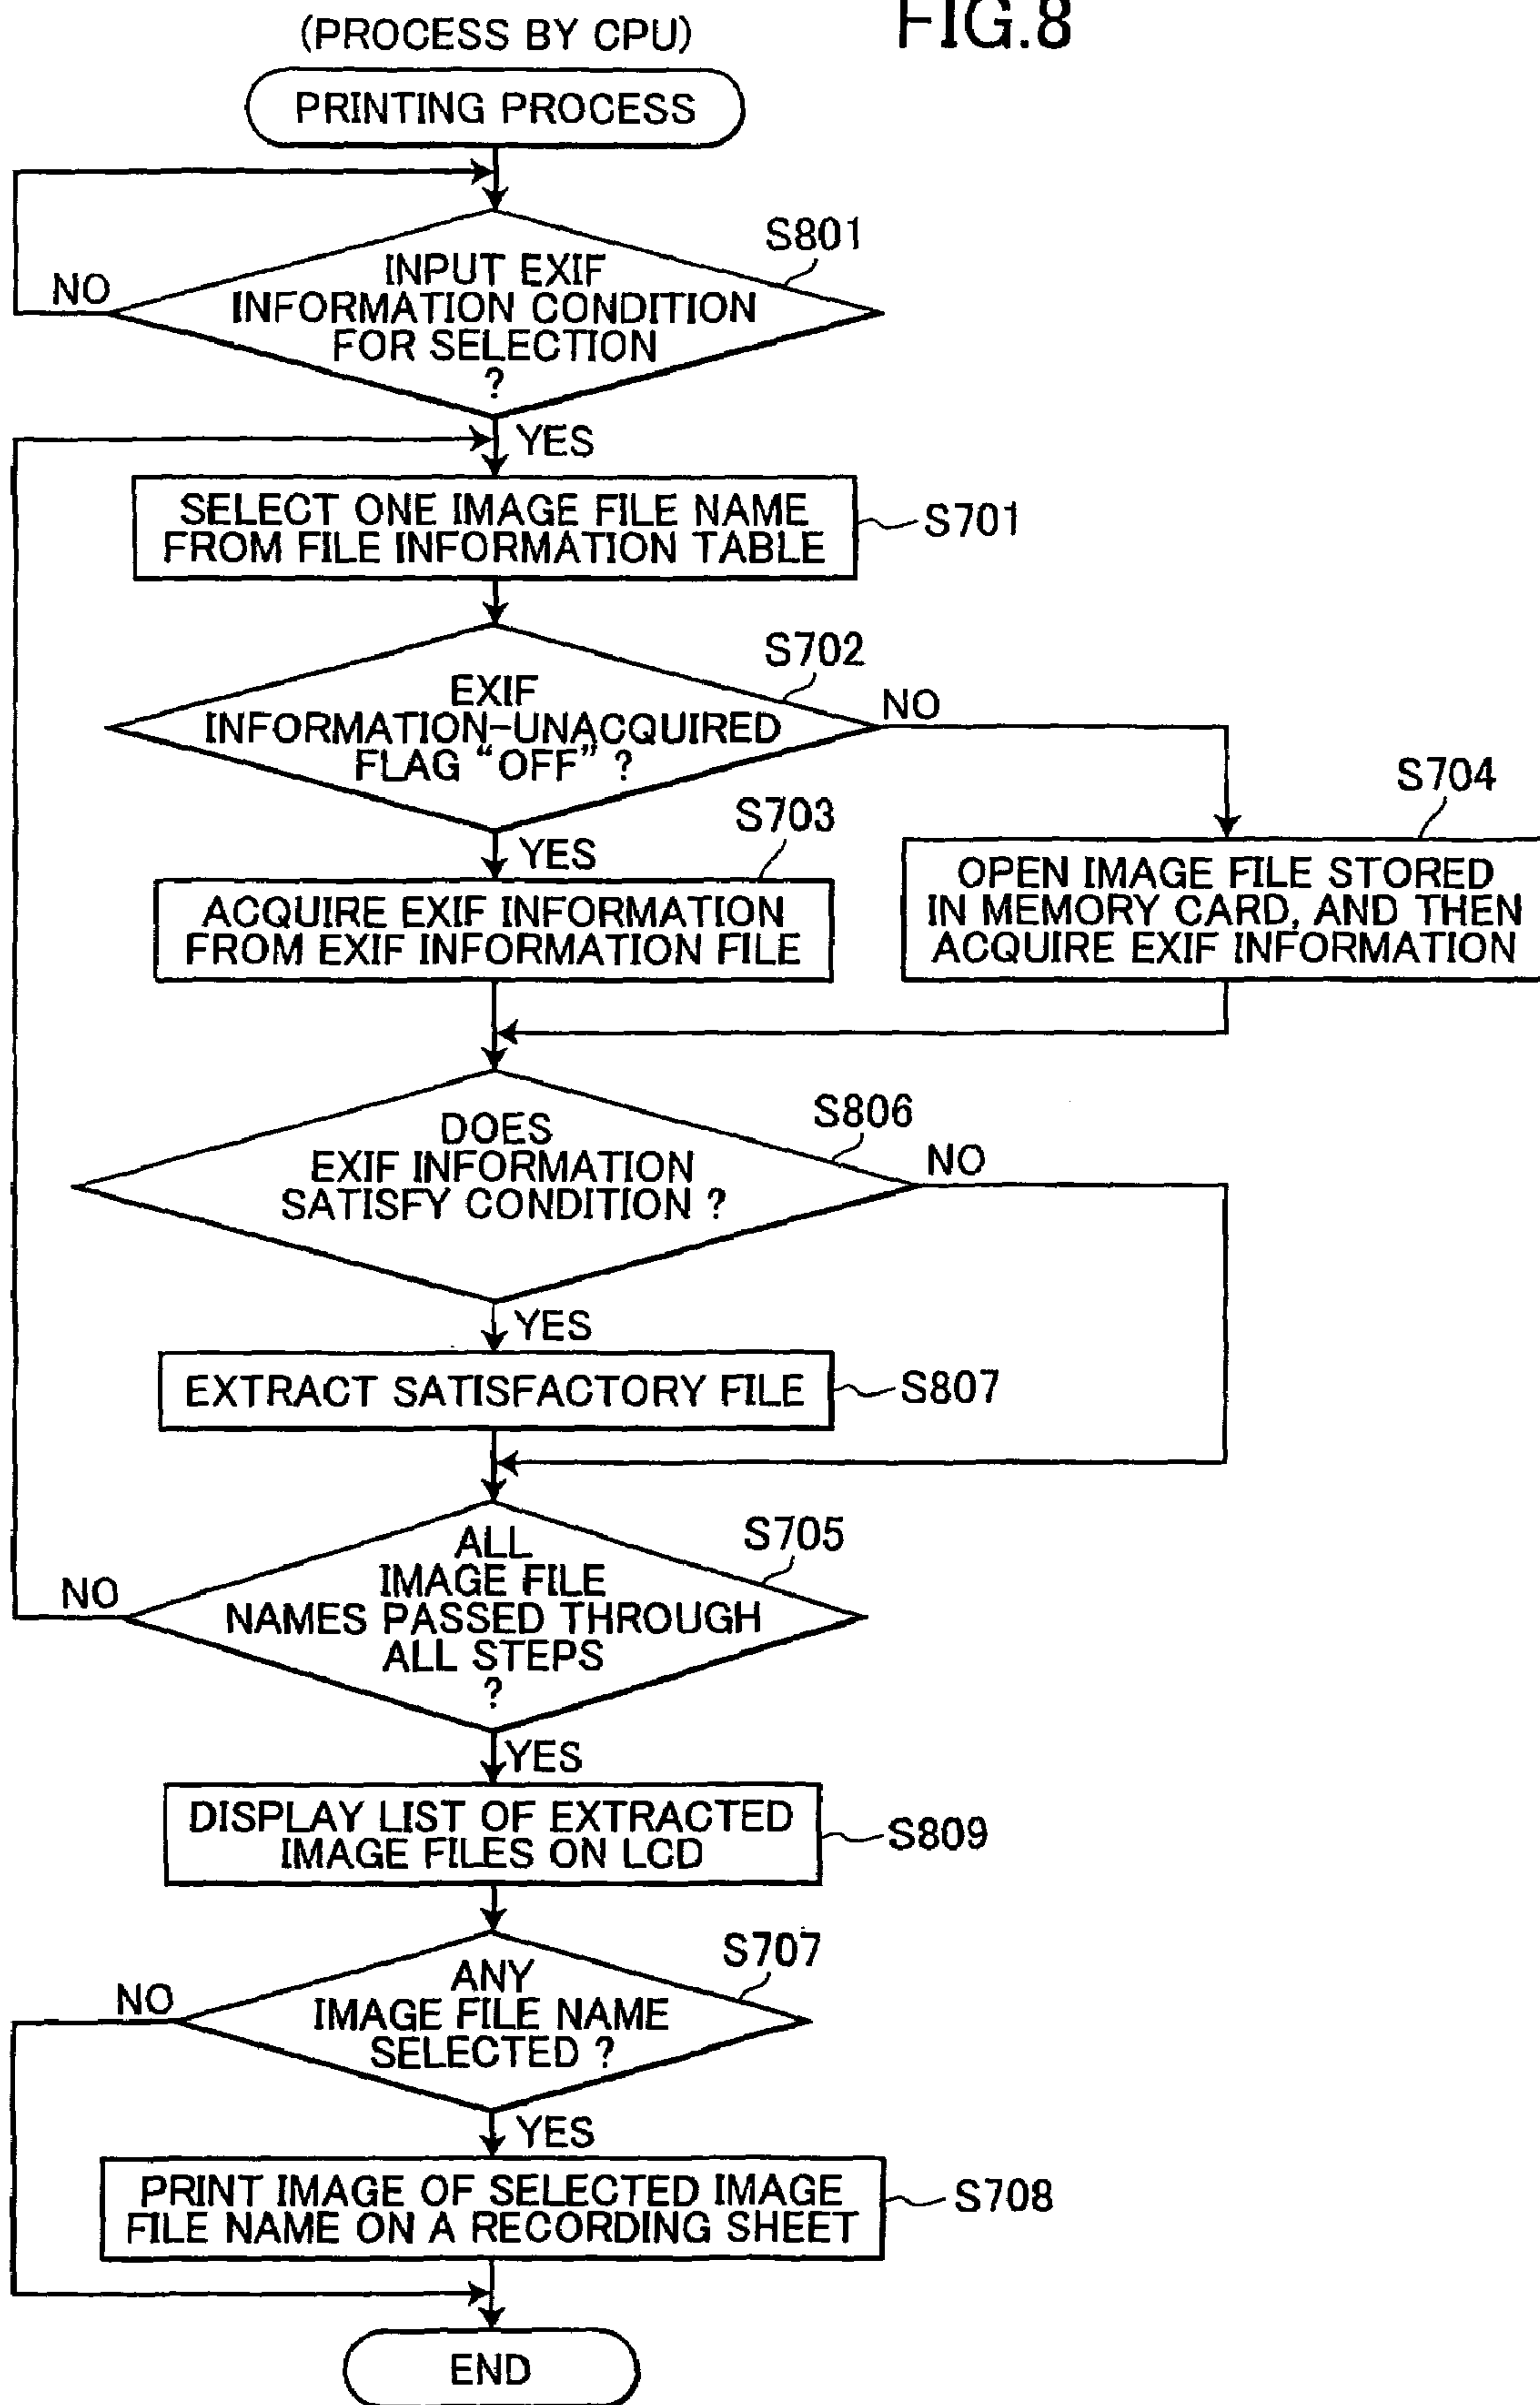 FIG.8
(PROCESS BY CPU)
PRINTING PROCESS
S801
NO
INPUT EXIF
INFORMATION CONDITION
FOR SELECTION
?
YES
SELECT ONE IMAGE FILE NAME
FROM FILE INFORMATION TABLE
S701
S702
EXIF
INFORMATION-UNACQUIRED
FLAG “OFF” ?
NO
S703
YES
ACQUIRE EXIF INFORMATION
FROM EXIF INFORMATION FILE
S704
OPEN IMAGE FILE STORED
IN MEMORY CARD, AND THEN
ACQUIRE EXIF INFORMATION
S806
DOES
EXIF INFORMATION
SATISFY CONDITION ?
NO
YES
EXTRACT SATISFACTORY FILE
S807
S705
NO
ALL
IMAGE FILE
NAMES PASSED THROUGH
ALL STEPS
?
YES
DISPLAY LIST OF EXTRACTED
IMAGE FILES ON LCD
S809
S707
NO
ANY
IMAGE FILE NAME
SELECTED ?
YES
PRINT IMAGE OF SELECTED IMAGE
FILE NAME ON A RECORDING SHEET
S708
END